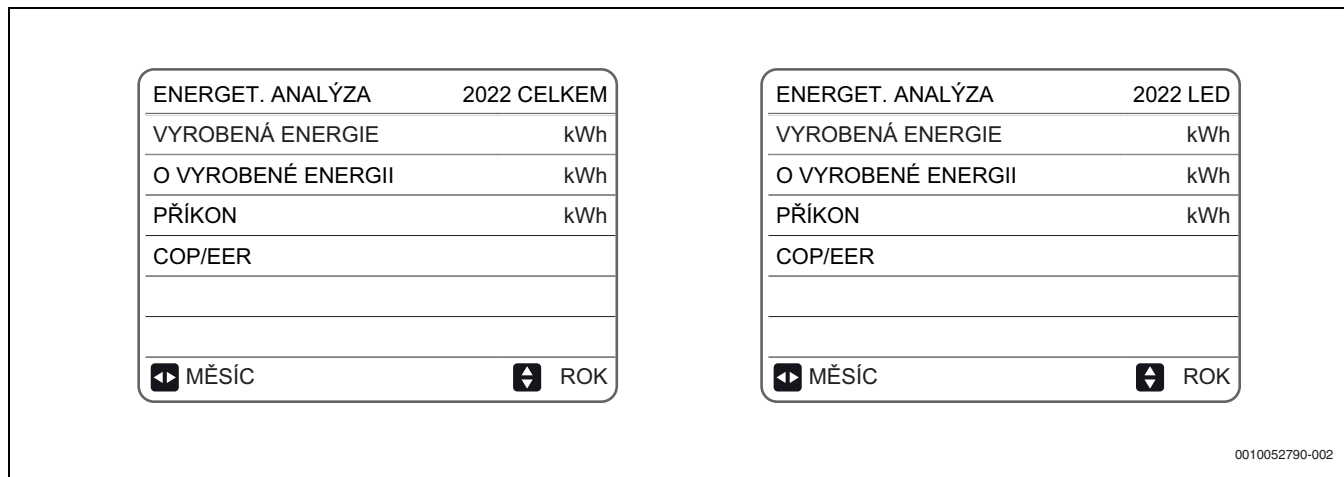 ENERGET. ANALÝZA 2022 CELKEM
VYROBENÁ ENERGIE kWh
O VYROBENÉ ENERGII kWh
PŘÍKON kWh
COP/EER
MĚSÍC ROK
ENERGET. ANALÝZA 2022 LED
VYROBENÁ ENERGIE kWh
O VYROBENÉ ENERGII kWh
PŘÍKON kWh
COP/EER
MĚSÍC ROK
0010052790-002